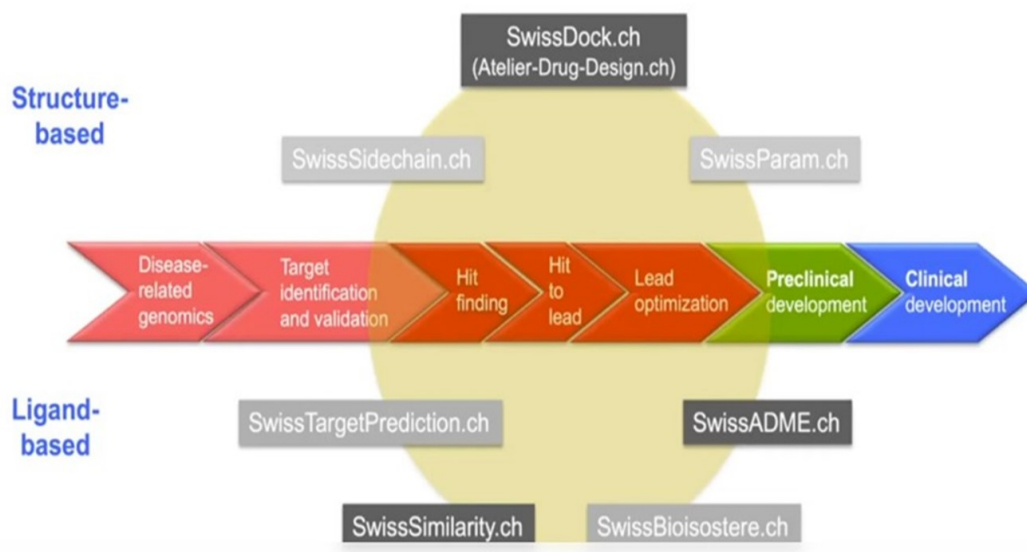 SwissDock.ch
(Atelier-Drug-Design.ch)
Structure-
based
SwissSidechain.ch
SwissParam.ch
Disease-
related
genomics
Target
identification
and validation
Hit
finding
Hit
to
lead
Lead
optimization
Preclinical
development
Clinical
development
Ligand-
based
SwissTargetPrediction.ch
SwissADME.ch
SwissSimilarity.ch
SwissBioisostere.ch